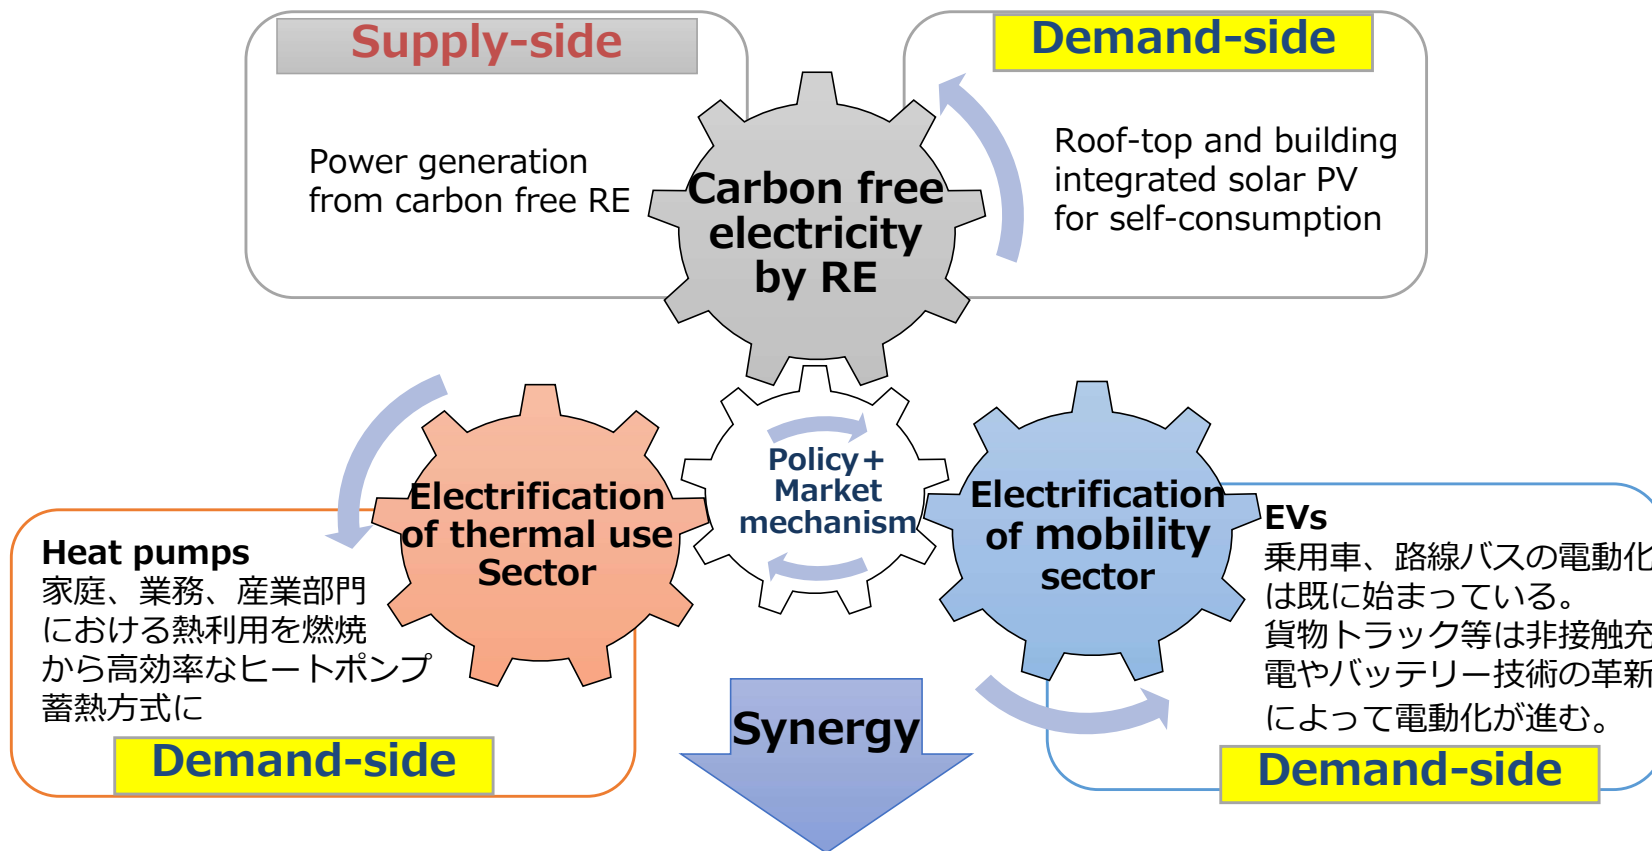 Supply-side
Power generation
from carbon free RE
Demand-side
Roof-top and building
integrated solar PV
for self-consumption
Carbon free
electricity
by RE
Policy+
Market
mechanism
Electrification
of thermal use
Sector
Heat pumps
家庭、業務、産業部門
における熱利用を燃焼
から高効率なヒートポンプ
蓄熱方式に
Demand-side
Electrification
of mobility
sector
EVs
乗用車、路線バスの電動化
は既に始まっている。
貨物トラック等は非接触充
電やバッテリー技術の革新
によって電動化が進む。
Demand-side
Synergy